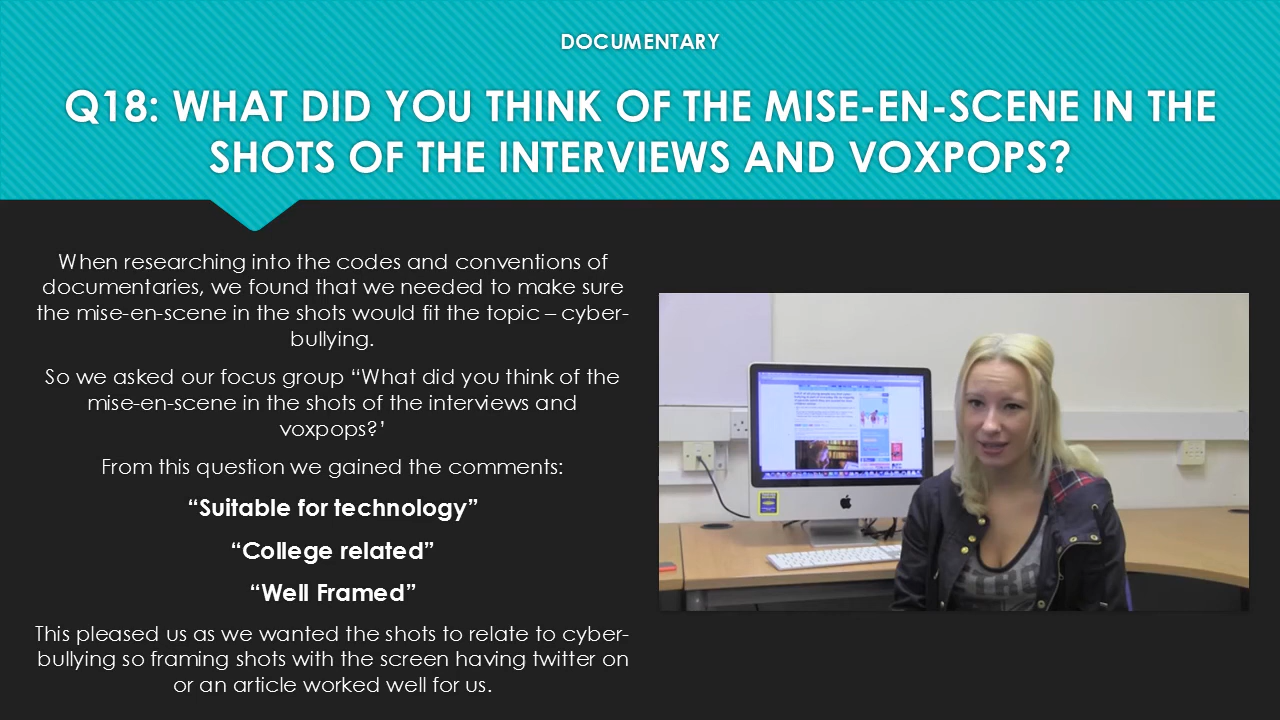 DOCUMENTARY
Q18: WHAT DID YOU THINK OF THE MISE-EN-SCENE IN THE
SHOTS OF THE INTERVIEWS AND VOXPOPS?
When researching into the codes and conventions of
documentaries, we found that we needed to make sure
the mise-en-scene in the shots would fit the topic – cyber-
bullying.
So we asked our focus group “What did you think of the
mise-en-scene in the shots of the interviews and
voxpops?’
From this question we gained the comments:
“Suitable for technology”
“College related”
“Well Framed”
This pleased us as we wanted the shots to relate to cyber-
bullying so framing shots with the screen having twitter on
or an article worked well for us.